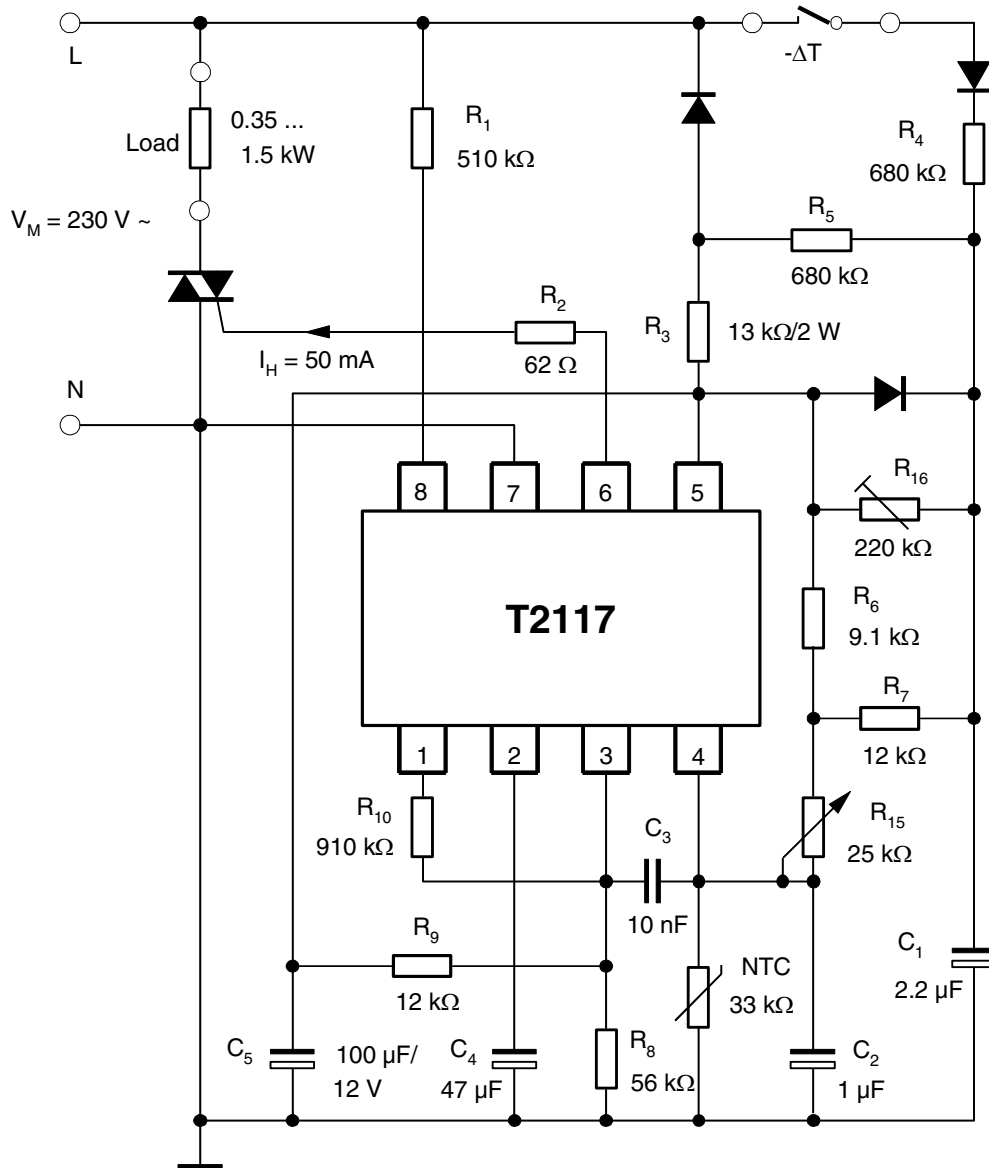 L
-ΔT
Load
0.35 ...
1.5 kW
R1
510 kΩ
R4
680 kΩ
VM = 230 V ~
R5
680 kΩ
R2
62 Ω
IH = 50 mA
R3
13 kΩ/2 W
N
8
7
6
5
R16
220 kΩ
T2117
R6
9.1 kΩ
R7
12 kΩ
1
2
3
4
R10
910 kΩ
C3
10 nF
R15
25 kΩ
R9
12 kΩ
NTC
33 kΩ
C1
2.2 µF
C5
100 µF/
12 V
C4
47 µF
R8
56 kΩ
C2
1 µF